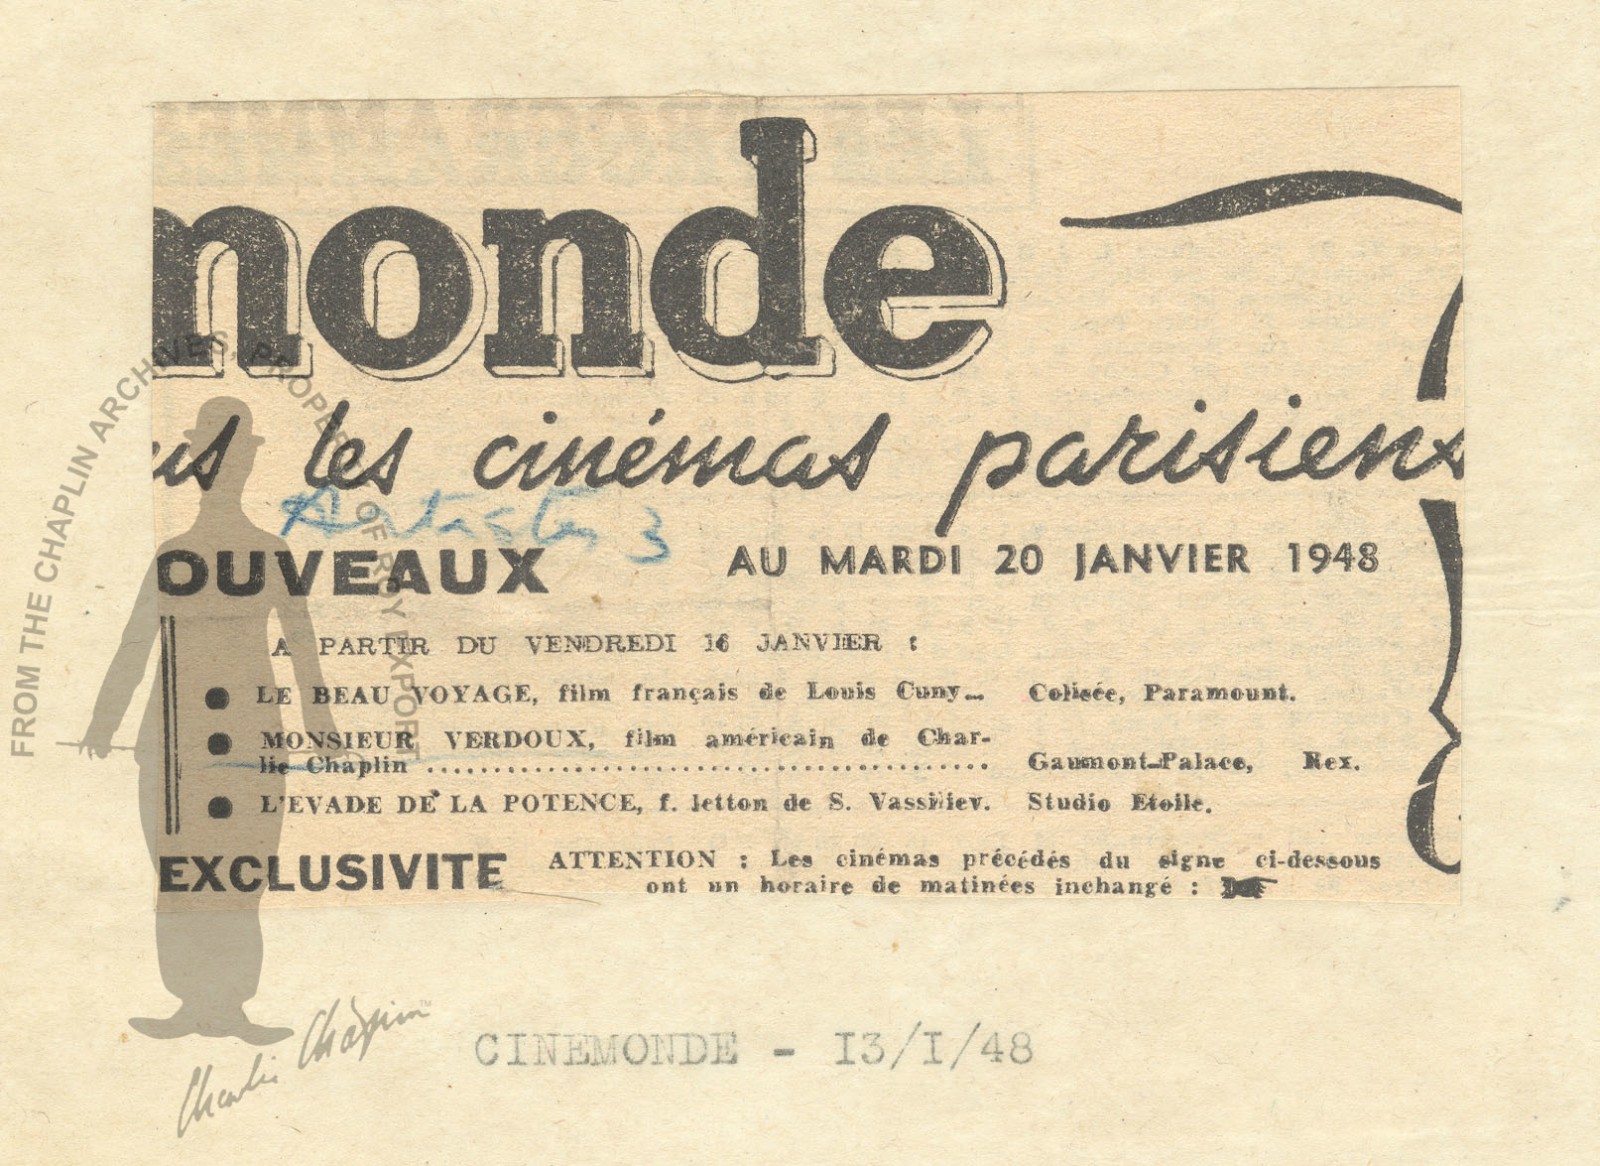 monde
us les cinémas parisiens
3
OUVEAUX AU MARDI 20 JANVIER 1948
A PARTIR DU VENDREDI 16 JANVIER :
● LE BEAU VOYAGE, film français de Louis Cuny_ Colisée, Paramount.
● MONSIEUR VERDOUX, film américain de Char-
lie Chaplin ........................................ Gaumont-Palace, Rex.
● L'EVADE DE LA POTENCE, f. letton de S. Vassiliev. Studio Etoile.
EXCLUSIVITE ATTENTION : Les cinémas précédés du signe ci-dessous
ont un horaire de matinées inchangé :
CINEMONDE - I3/I/48
FROM THE CHAPLIN ARCHIVES, PROPERTY OF ROY EXPORT
Charlie Chaplin